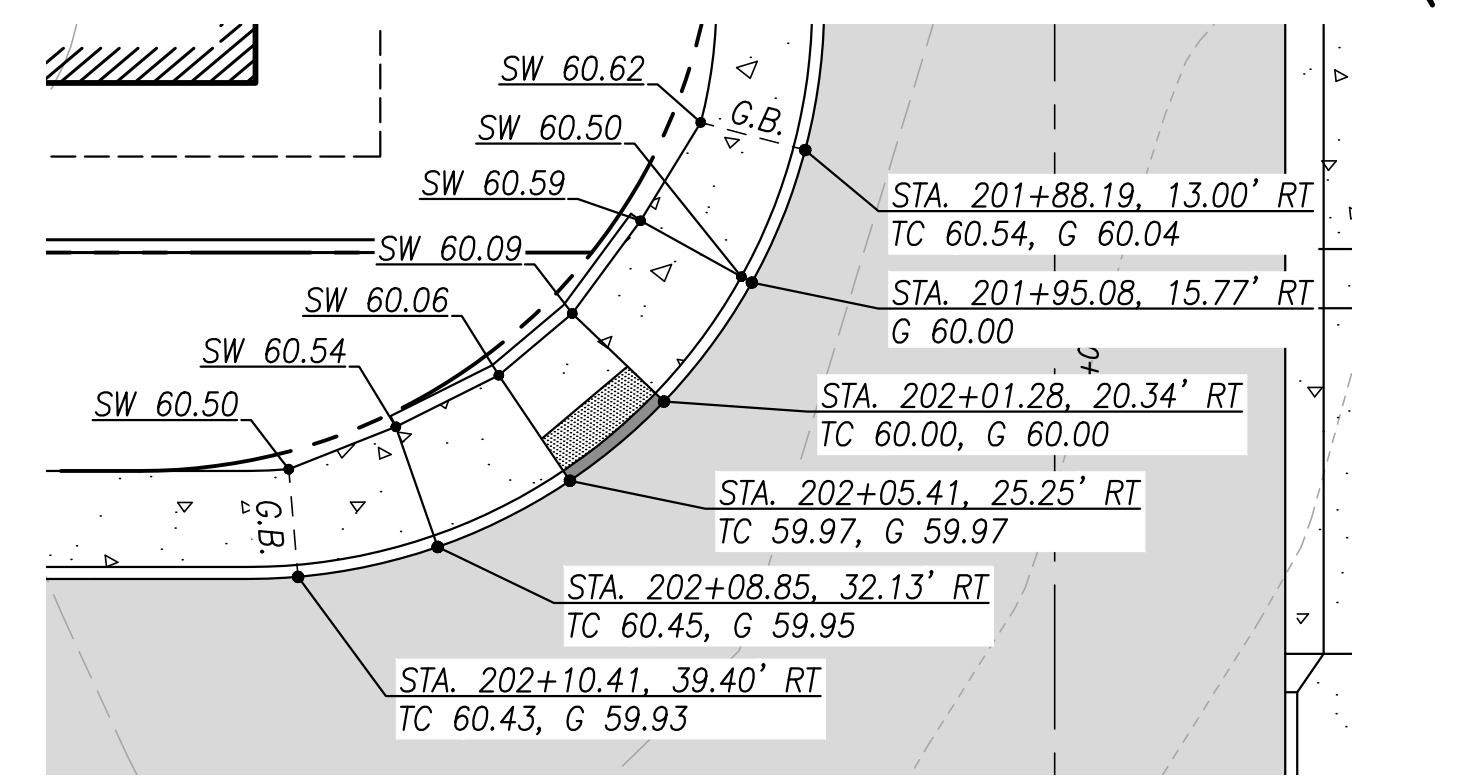 SW 60.62
G.B.
SW 60.50
SW 60.59
STA. 201+88.19, 13.00' RT
TC 60.54, G 60.04
SW 60.09
STA. 201+95.08, 15.77' RT
G 60.00
SW 60.06
SW 60.54
STA. 202+01.28, 20.34' RT
TC 60.00, G 60.00
SW 60.50
STA. 202+05.41, 25.25' RT
TC 59.97, G 59.97
G.B.
STA. 202+08.85, 32.13' RT
TC 60.45, G 59.95
STA. 202+10.41, 39.40' RT
TC 60.43, G 59.93